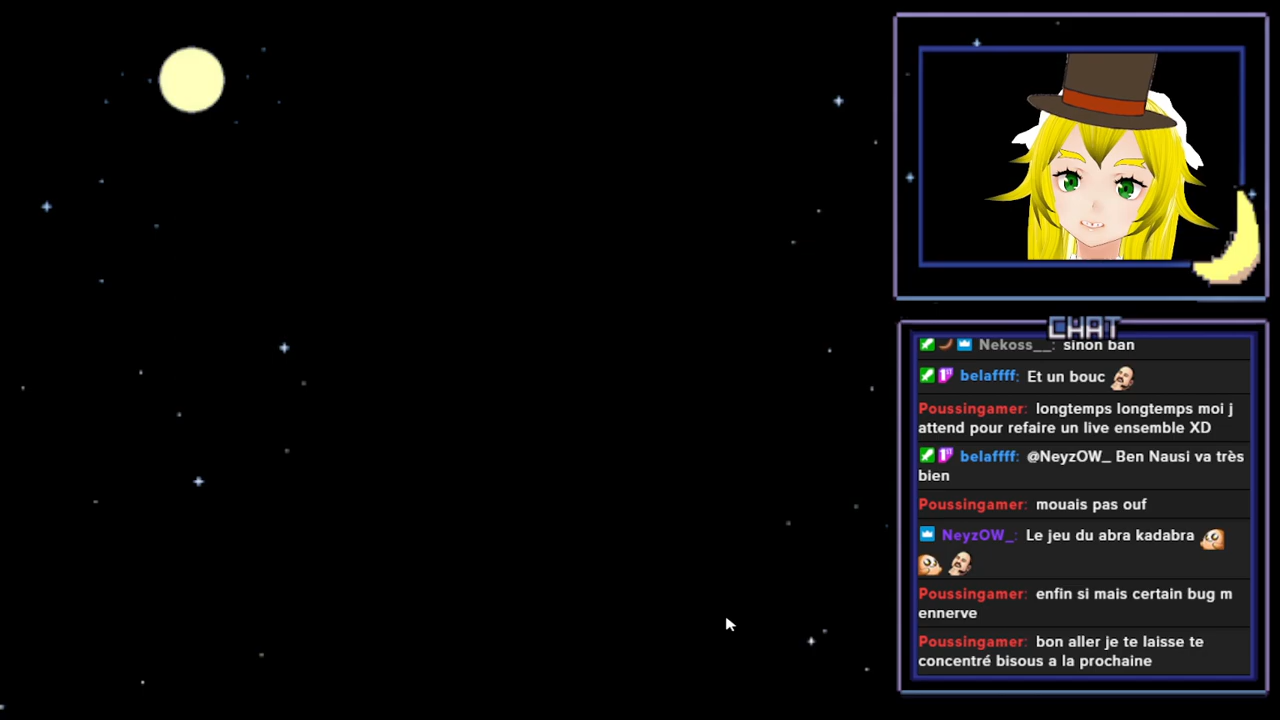 CHAT
Nekoss__: sinon ban
belaffff: Et un bouc
Poussingamer: longtemps longtemps moi j
attend pour refaire un live ensemble XD
belaffff: @NeyzOW_ Ben Nausi va très
bien
Poussingamer: mouais pas ouf
NeyzOW_: Le jeu du abra kadabra
Poussingamer: enfin si mais certain bug m
ennerve
Poussingamer: bon aller je te laisse te
concentré bisous a la prochaine